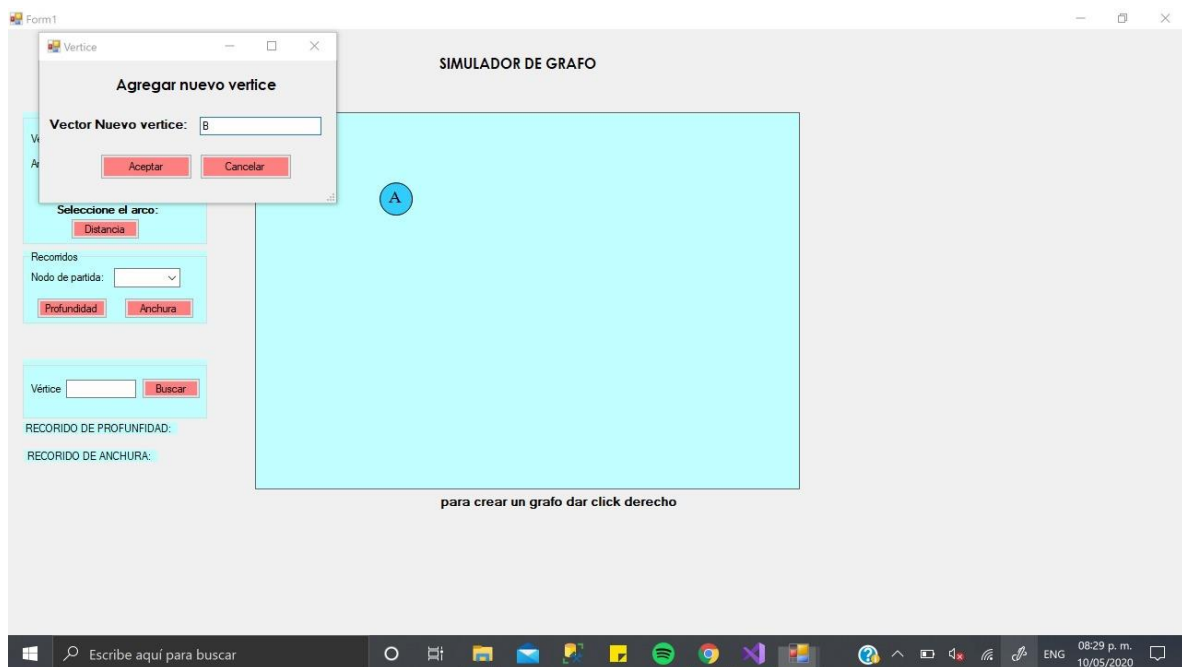 Form1
Vertice
Agregar nuevo vertice
Vector Nuevo vertice: B
Aceptar Cancelar
SIMULADOR DE GRAFO
A
Seleccione el arco:
Distancia
Recorridos
Nodo de partida:
Profundidad Anchura
Vértice Buscar
RECORIDO DE PROFUNFIDAD:
RECORIDO DE ANCHURA:
para crear un grafo dar click derecho
Escribe aquí para buscar
ENG
08:29 p. m.
10/05/2020